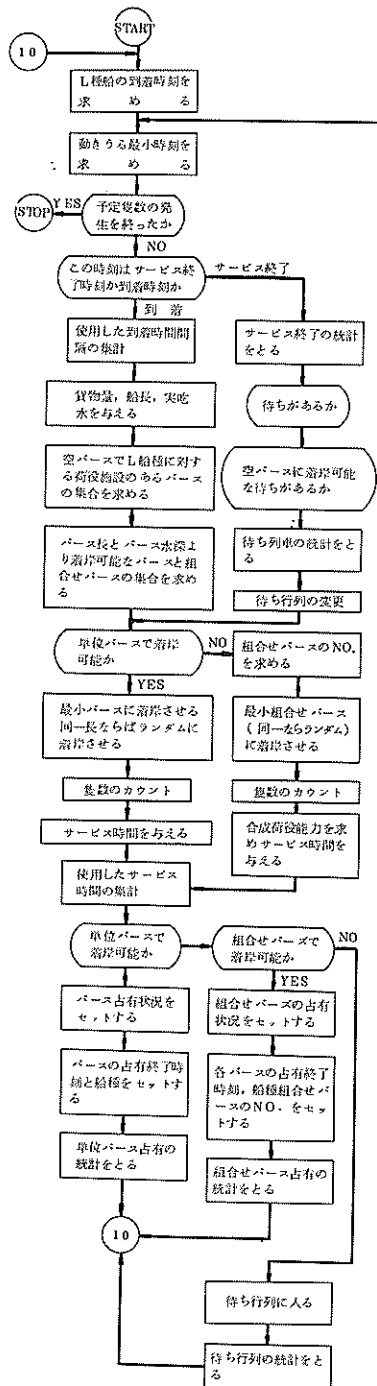 START
10
L種船の到着時刻を
求める
動きうる最小時刻を
求める
予定隻数の発
生を終ったか
YES
STOP
NO
この時刻はサービス終
了時刻か到着時刻か
サービス終了
到着
使用した到着時間間
隔の集計
貨物量,船長,実吃
水を与える
空バースでL船種に対す
る荷役施設のあるバース
の集合を求める
バース長とバース水深よ
り着岸可能なバースと組
合せバースの集合を求め
る
サービス終了の統計
をとる
待ちがあるか
空バースに着岸可能
な待ちがあるか
待ち列車の統計をと
る
待ち行列の変更
単位バースで着岸
可能か
NO
YES
組合せバースのNO.
を求める
最小バースに着岸させる
同一長ならばランダムに
着岸させる
隻数のカウント
サービス時間を与える
使用したサービス
時間の集計
最小組合せバース
(同一ならランダム)
に着岸させる
隻数のカウント
合成荷役能力を求
めサービス時間を
与える
単位バースで
着岸可能か
組合せバースで
着岸可能か
NO
YES
バース占有状況を
セットする
バースの占有終了時
刻と船種をセットす
る
単位バース占有の
統計をとる
組合せバースの占有
状況をセットする
各バースの占有終了
時刻,船種組合せバ
ースのNO.をセッ
トする
組合せバース占有の
統計をとる
10
待ち行列に入る
待ち行列の統計をと
る